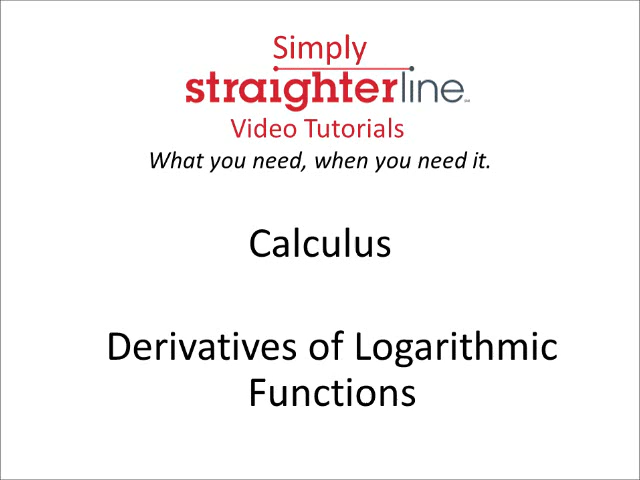 Simply
straighterline
Video Tutorials
What you need, when you need it.
Calculus
Derivatives of Logarithmic
Functions